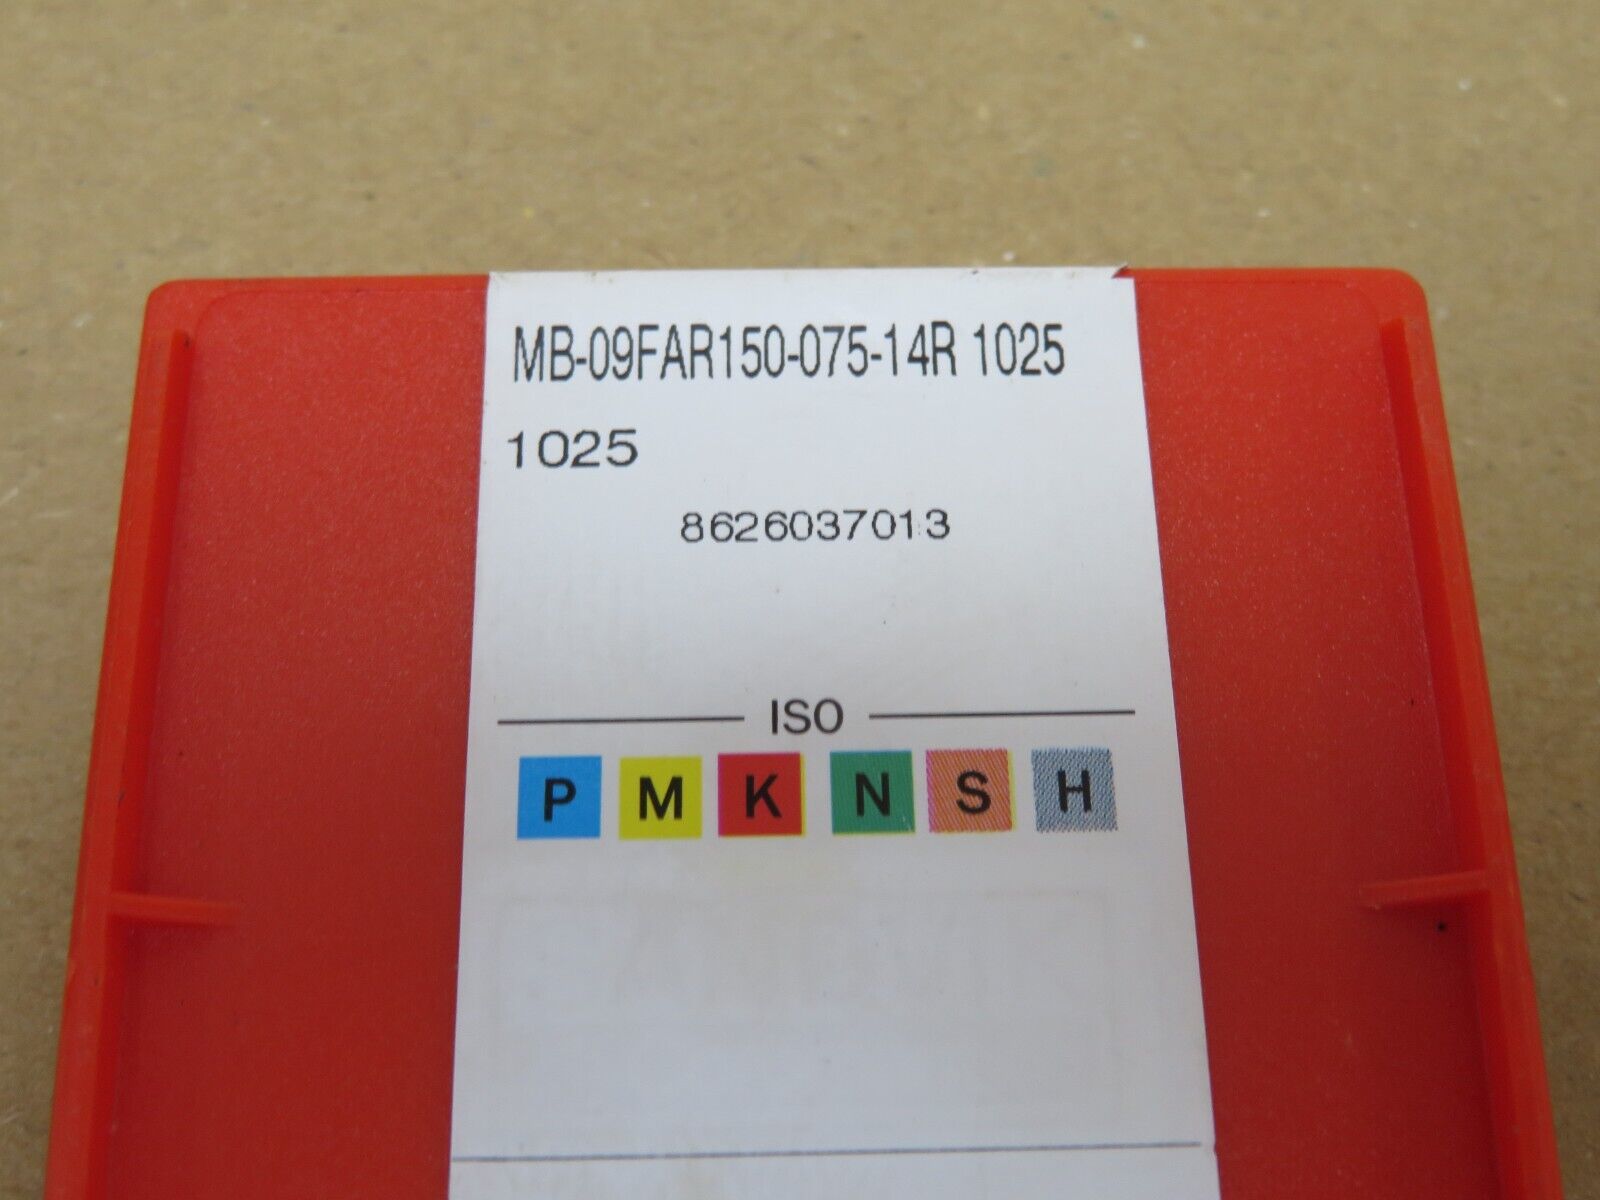 MB-09FAR150-075-14R 1025
1025
8626037013
ISO
P M K N S H